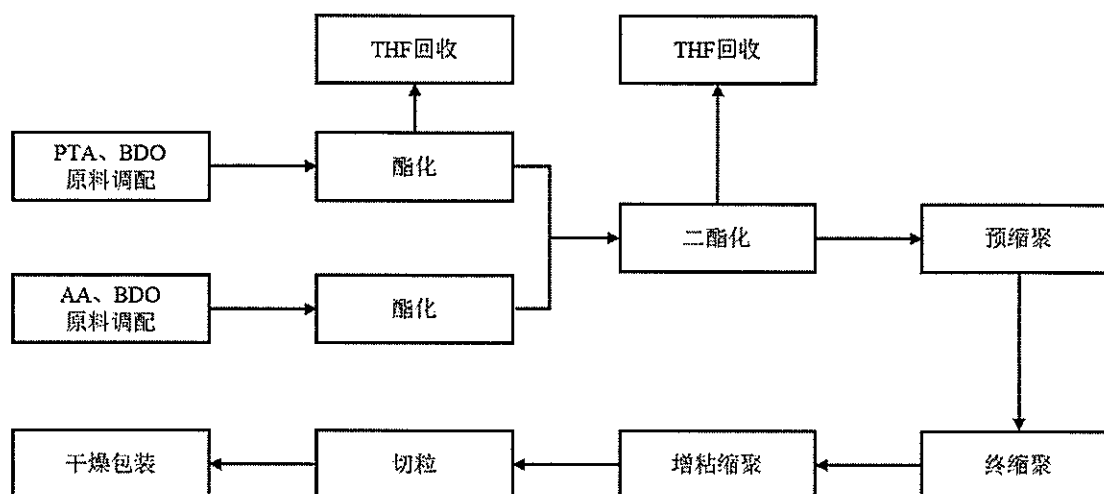 THF回收
THF回收
PTA、BDO
原料调配
酯化
二酯化
预缩聚
AA、BDO
原料调配
酯化
干燥包装
切粒
增粘缩聚
终缩聚